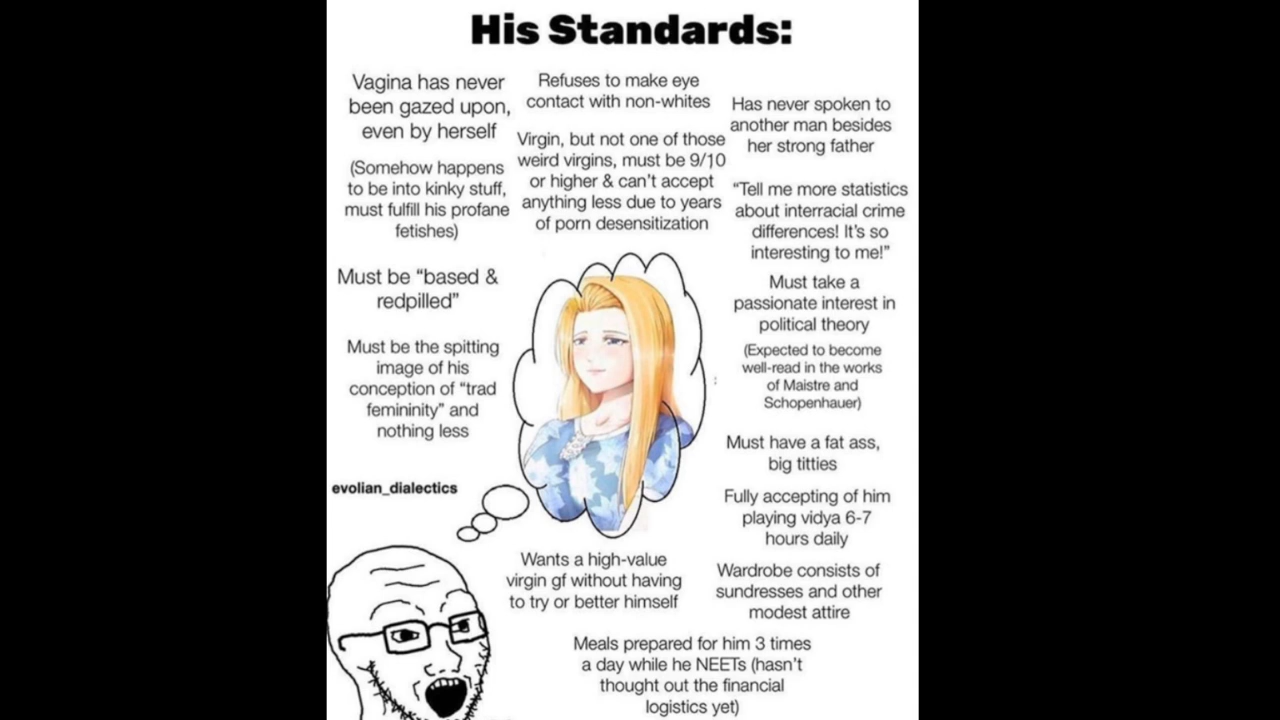 His Standards:
Vagina has never
been gazed upon,
even by herself
(Somehow happens
to be into kinky stuff,
must fulfill his profane
fetishes)
Must be “based &
redpilled”
Must be the spitting
image of his
conception of “trad
femininity” and
nothing less
evolian_dialectics
Refuses to make eye
contact with non-whites
Virgin, but not one of those
weird virgins, must be 9/10
or higher & can’t accept
anything less due to years
of porn desensitization
Has never spoken to
another man besides
her strong father
“Tell me more statistics
about interracial crime
differences! It’s so
interesting to me!”
Must take a
passionate interest in
political theory
(Expected to become
well-read in the works
of Maistre and
Schopenhauer)
Must have a fat ass,
big titties
Fully accepting of him
playing vidya 6-7
hours daily
Wants a high-value
virgin gf without having
to try or better himself
Wardrobe consists of
sundresses and other
modest attire
Meals prepared for him 3 times
a day while he NEETs (hasn’t
thought out the financial
logistics yet)